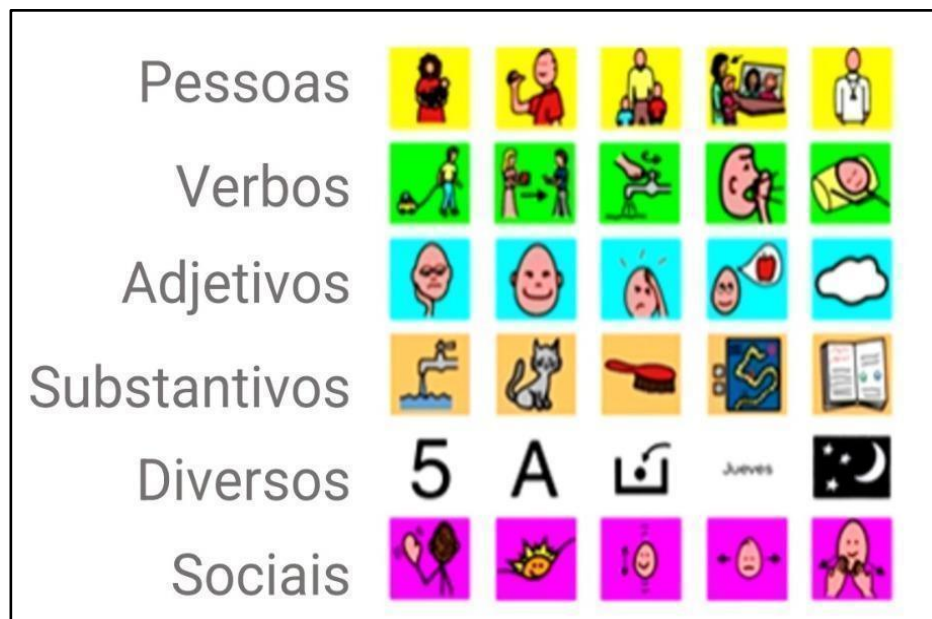 Pessoas
Verbos
Adjetivos
Substantivos
Diversos 5 A Jueves
Sociais